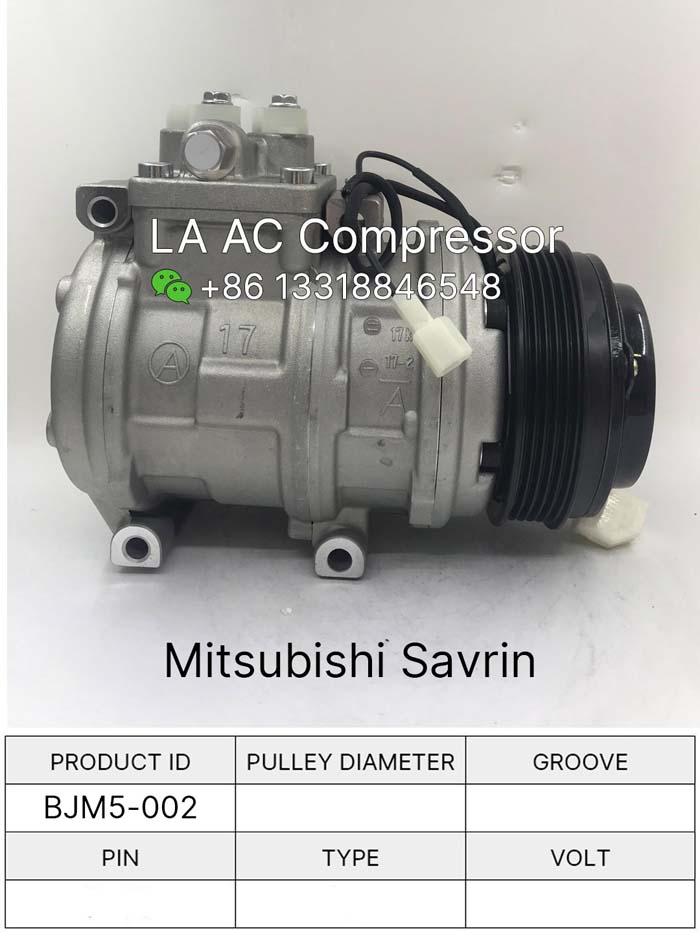 LA AC Compressor
+86 13318846548
17
A
17-2
A
Mitsubishi Savrin
PRODUCT ID PULLEY DIAMETER GROOVE
BJM5-002
PIN TYPE VOLT